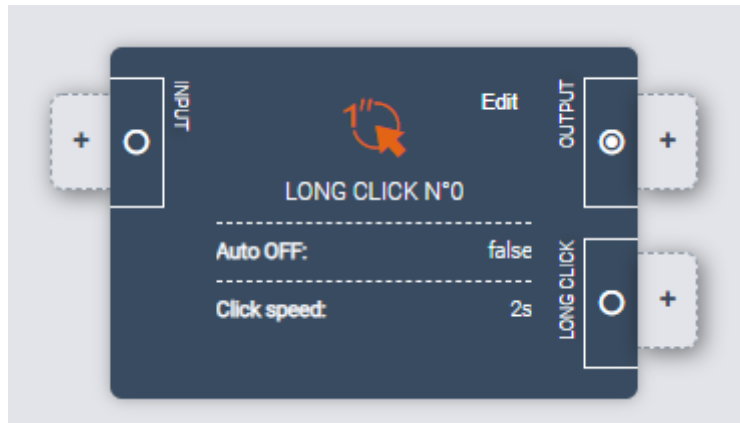 INPUT
1"
Edit
OUTPUT
+
+
LONG CLICK N°0
Auto OFF: false
LONG CLICK
Click speed: 2s
+